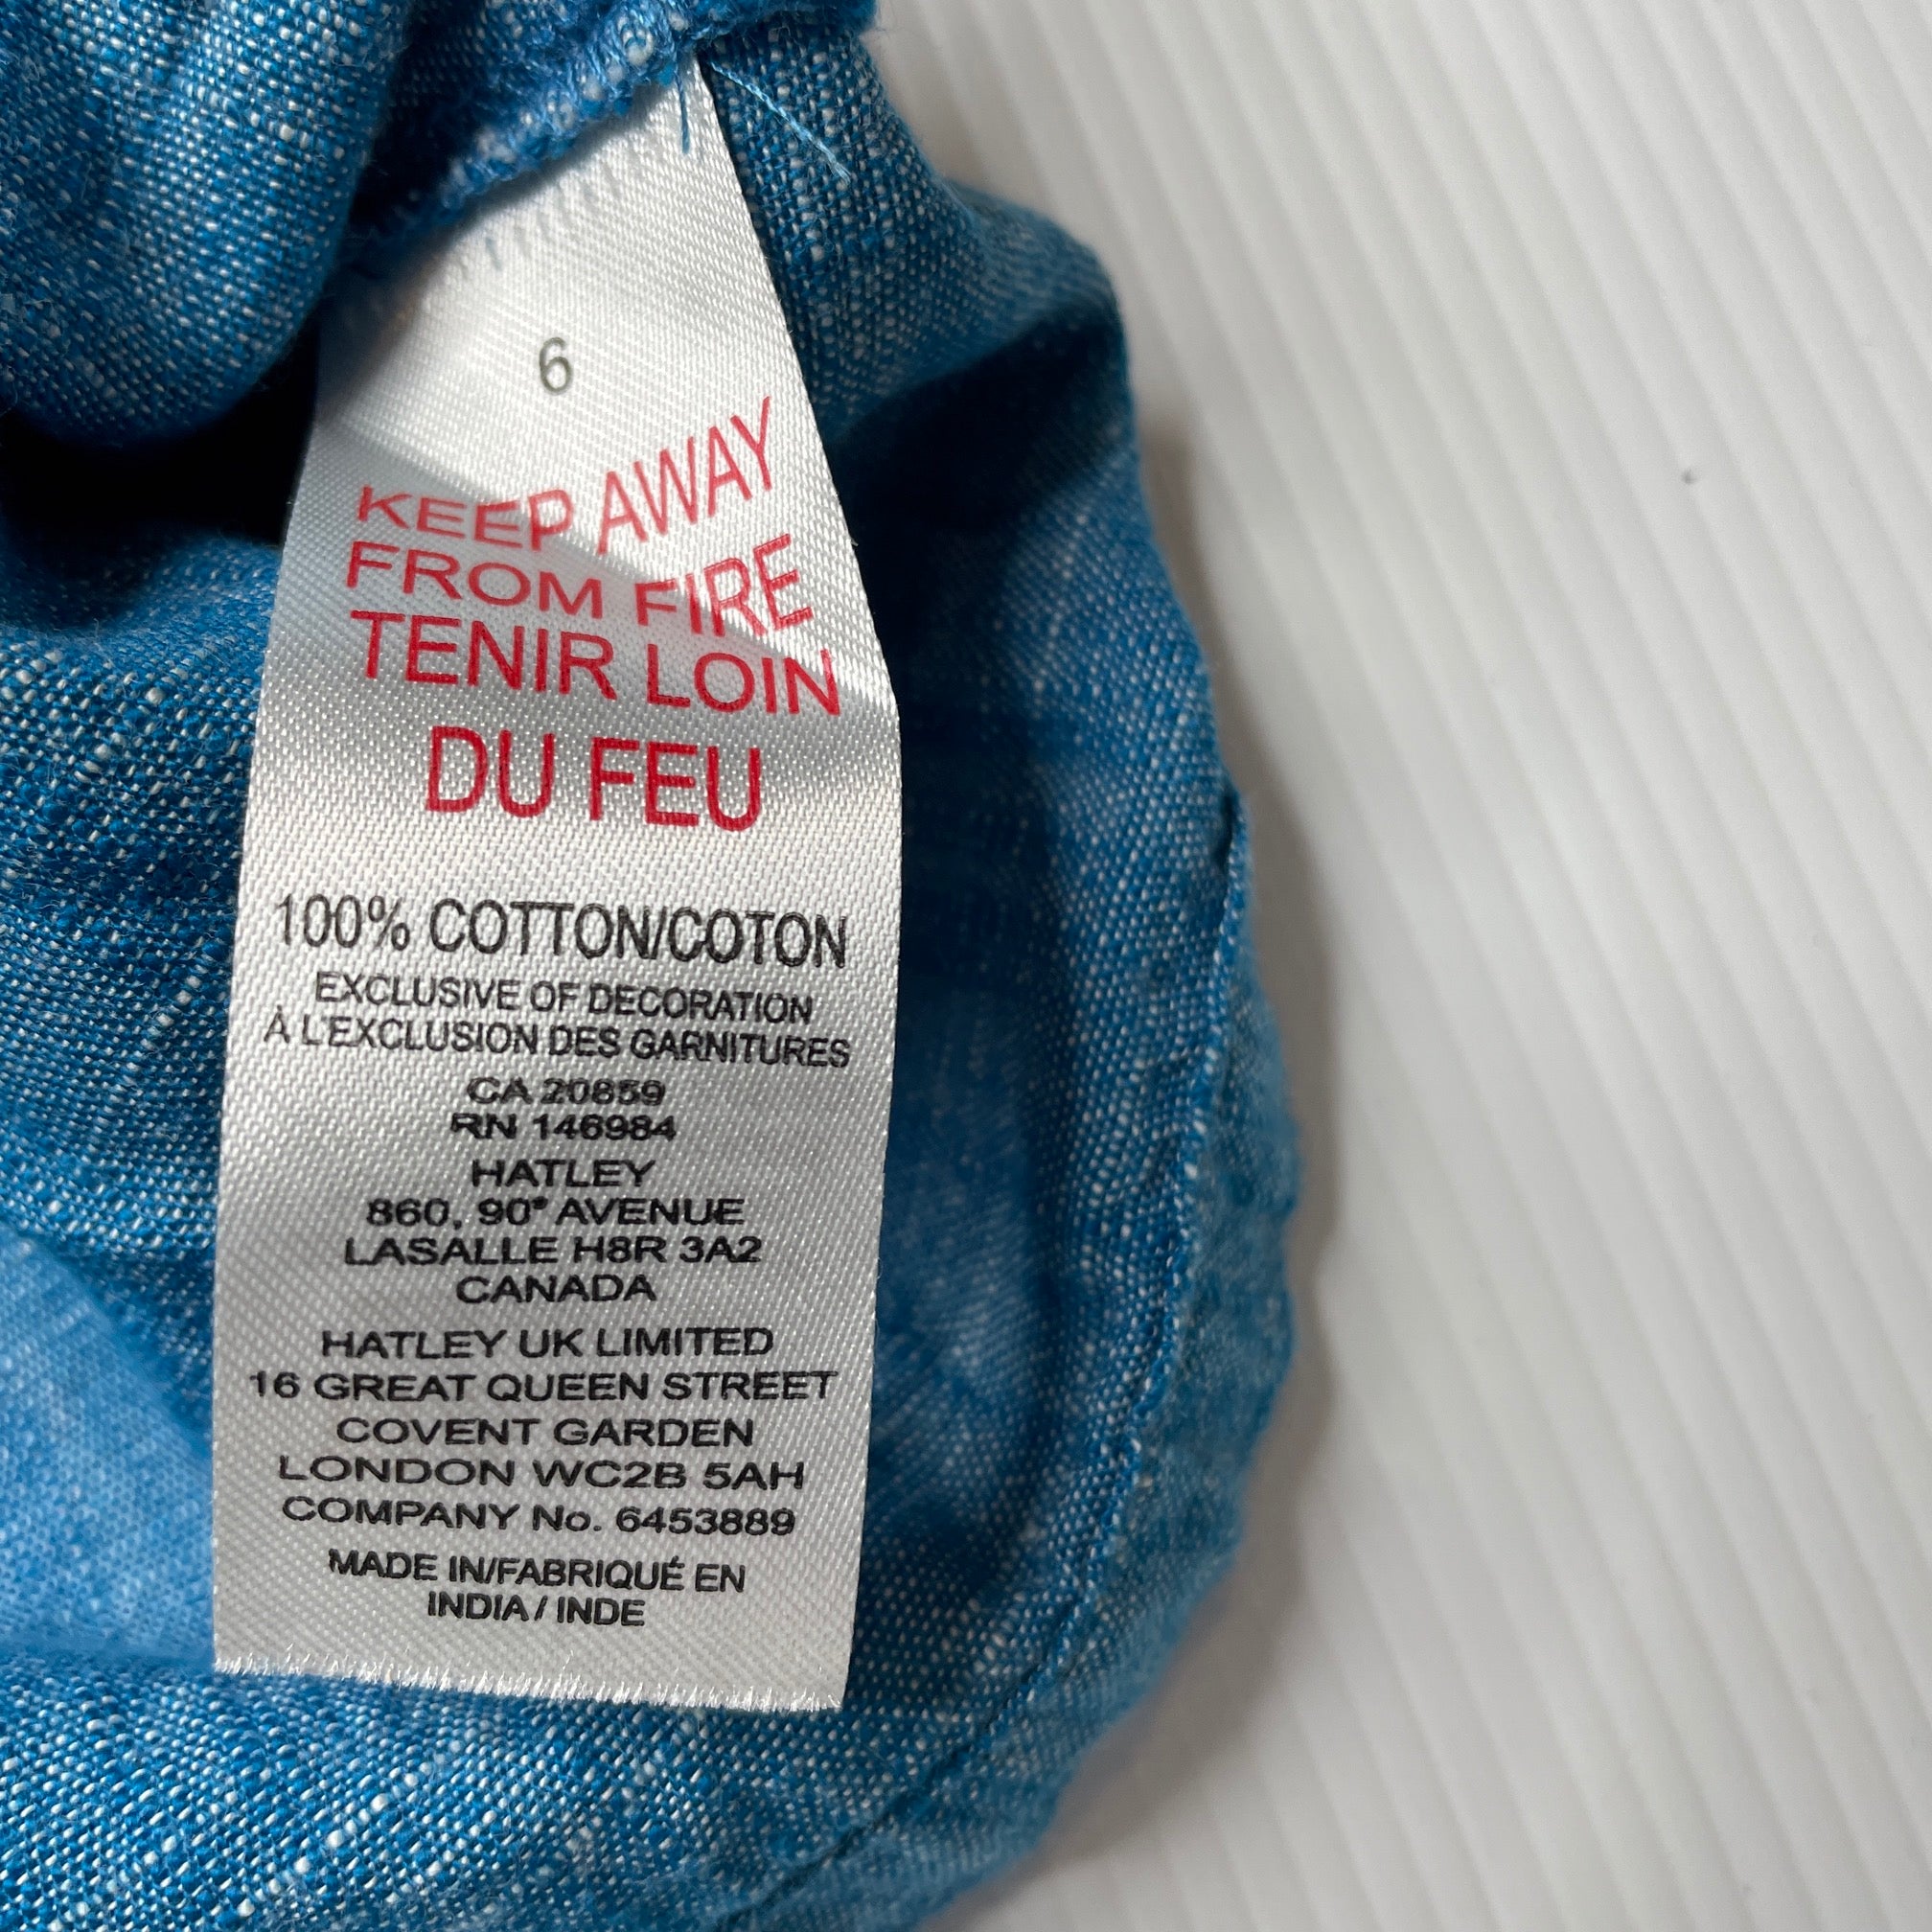 6
KEEP AWAY
FROM FIRE
TENIR LOIN
DU FEU
100% COTTON/COTON
EXCLUSIVE OF DECORATION
À L'EXCLUSION DES GARNITURES
CA 20859
RN 146984
HATLEY
860, 90ᵉ AVENUE
LASALLE H8R 3A2
CANADA
HATLEY UK LIMITED
16 GREAT QUEEN STREET
COVENT GARDEN
LONDON WC2B 5AH
COMPANY No. 6453889
MADE IN/FABRIQUÉ EN
INDIA / INDE